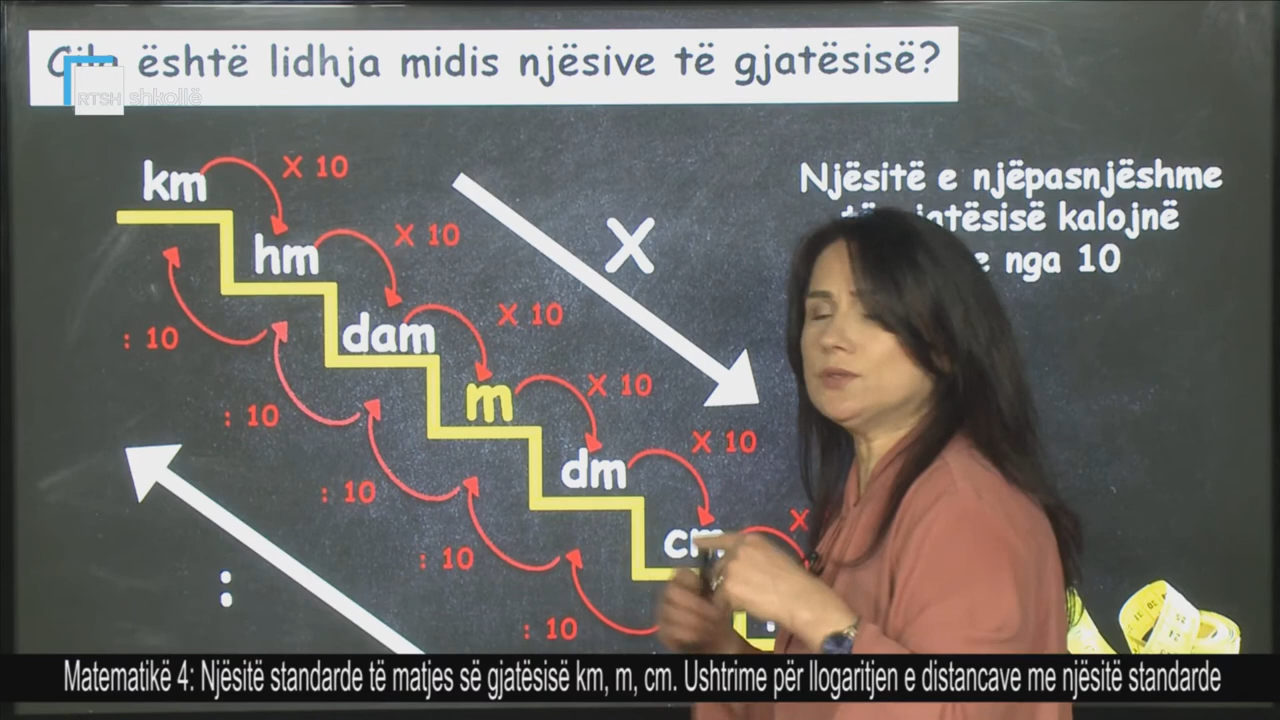 është lidhja midis njësive të gjatësisë?
RTSH shkollë
km X 10
hm X 10
dam X 10
m X 10
dm X 10
cm X
: 10
: 10
: 10
: 10
: 10
X
:
Njësitë e njëpasnjëshme
gjatësisë kalojnë
nga 10
Matematikë 4: Njësitë standarde të matjes së gjatësisë km, m, cm. Ushtrime për llogaritjen e distancave me njësitë standarde